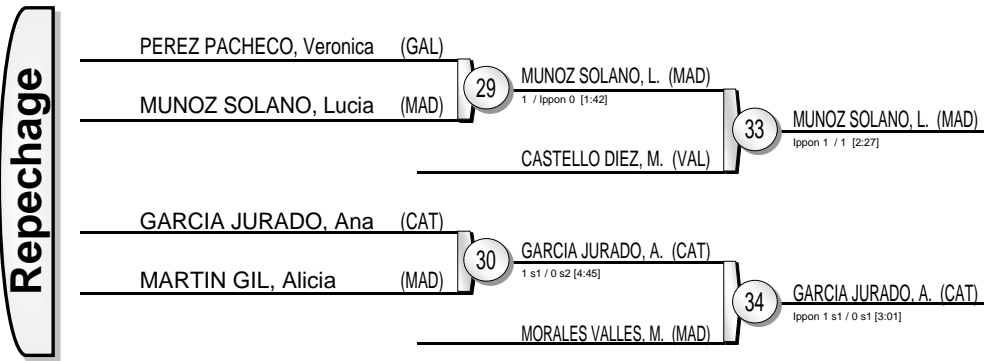 Repechage
PEREZ PACHECO, Veronica (GAL)
MUNOZ SOLANO, Lucia (MAD)
29
MUNOZ SOLANO, L. (MAD)
1 / Ippon 0 [1:42]
CASTELLO DIEZ, M. (VAL)
33
MUNOZ SOLANO, L. (MAD)
Ippon 1 / 1 [2:27]
GARCIA JURADO, Ana (CAT)
MARTIN GIL, Alicia (MAD)
30
GARCIA JURADO, A. (CAT)
1 s1 / 0 s2 [4:45]
MORALES VALLES, M. (MAD)
34
GARCIA JURADO, A. (CAT)
Ippon 1 s1 / 0 s1 [3:01]